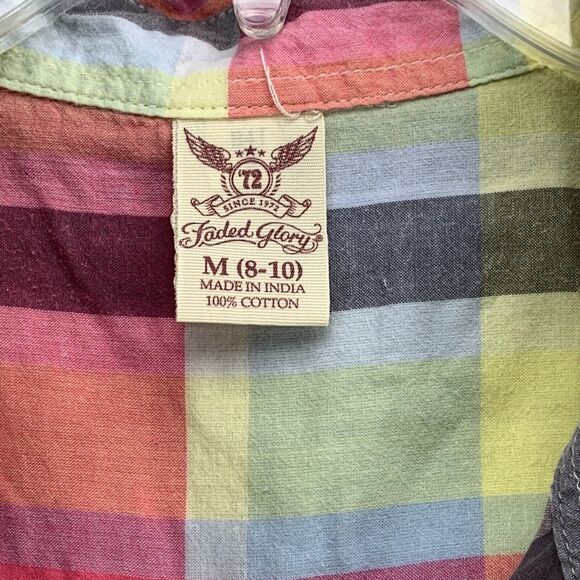 '72
SINCE 1972
Faded Glory®
M (8-10)
MADE IN INDIA
100% COTTON